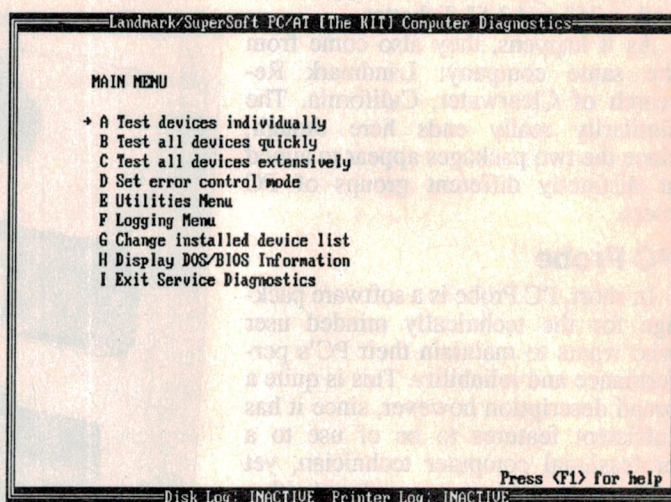 Landmark/SuperSoft PC/AT [The KIT] Computer Diagnostics
MAIN MENU
→ A Test devices individually
B Test all devices quickly
C Test all devices extensively
D Set error control mode
E Utilities Menu
F Logging Menu
G Change installed device list
H Display DOS/BIOS Information
I Exit Service Diagnostics
Press <F1> for help
Disk Log: INACTIVE Printer Log: INACTIVE